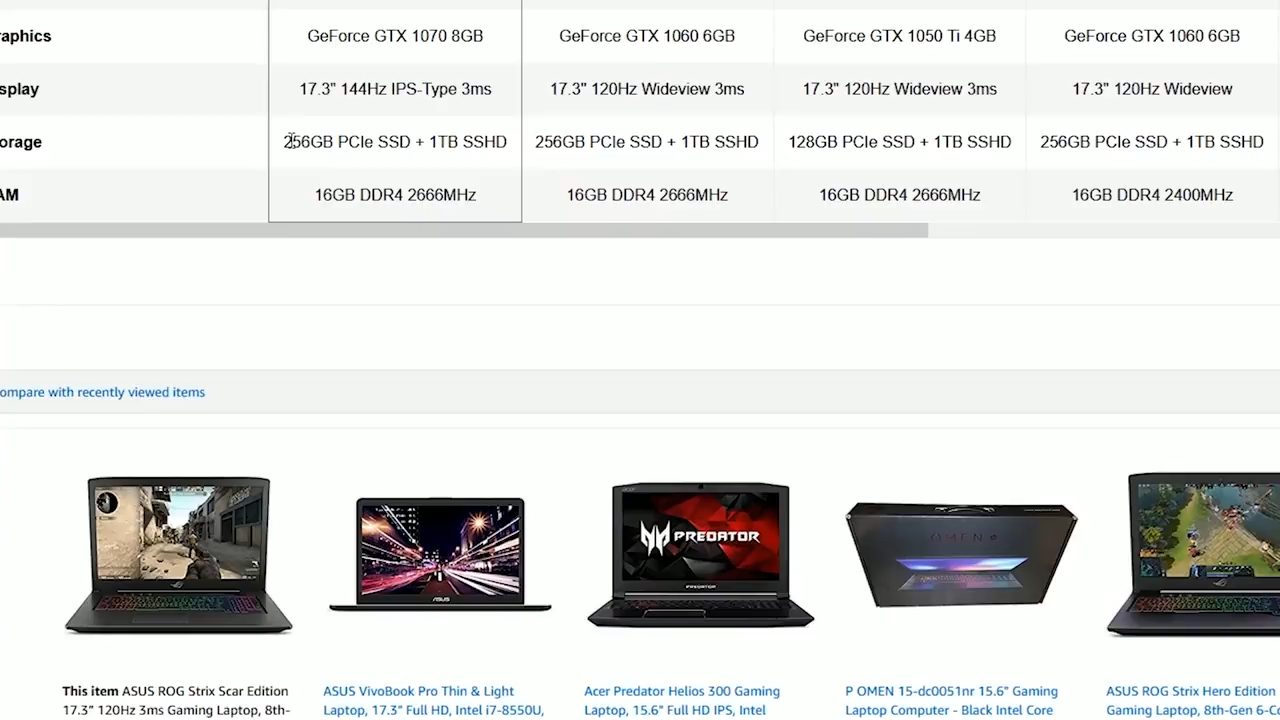 raphics GeForce GTX 1070 8GB GeForce GTX 1060 6GB GeForce GTX 1050 Ti 4GB GeForce GTX 1060 6GB
splay 17.3" 144Hz IPS-Type 3ms 17.3" 120Hz Wideview 3ms 17.3" 120Hz Wideview 3ms 17.3" 120Hz Wideview
orage 256GB PCIe SSD + 1TB SSHD 256GB PCIe SSD + 1TB SSHD 128GB PCIe SSD + 1TB SSHD 256GB PCIe SSD + 1TB SSHD
AM 16GB DDR4 2666MHz 16GB DDR4 2666MHz 16GB DDR4 2666MHz 16GB DDR4 2400MHz
ompare with recently viewed items
ASUS
acer
PREDATOR
PREDATOR
OMEN
This item ASUS ROG Strix Scar Edition
17.3" 120Hz 3ms Gaming Laptop, 8th-
ASUS VivoBook Pro Thin & Light
Laptop, 17.3" Full HD, Intel i7-8550U,
Acer Predator Helios 300 Gaming
Laptop, 15.6" Full HD IPS, Intel
P OMEN 15-dc0051nr 15.6" Gaming
Laptop Computer - Black Intel Core
ASUS ROG Strix Hero Edition
Gaming Laptop, 8th-Gen 6-Co